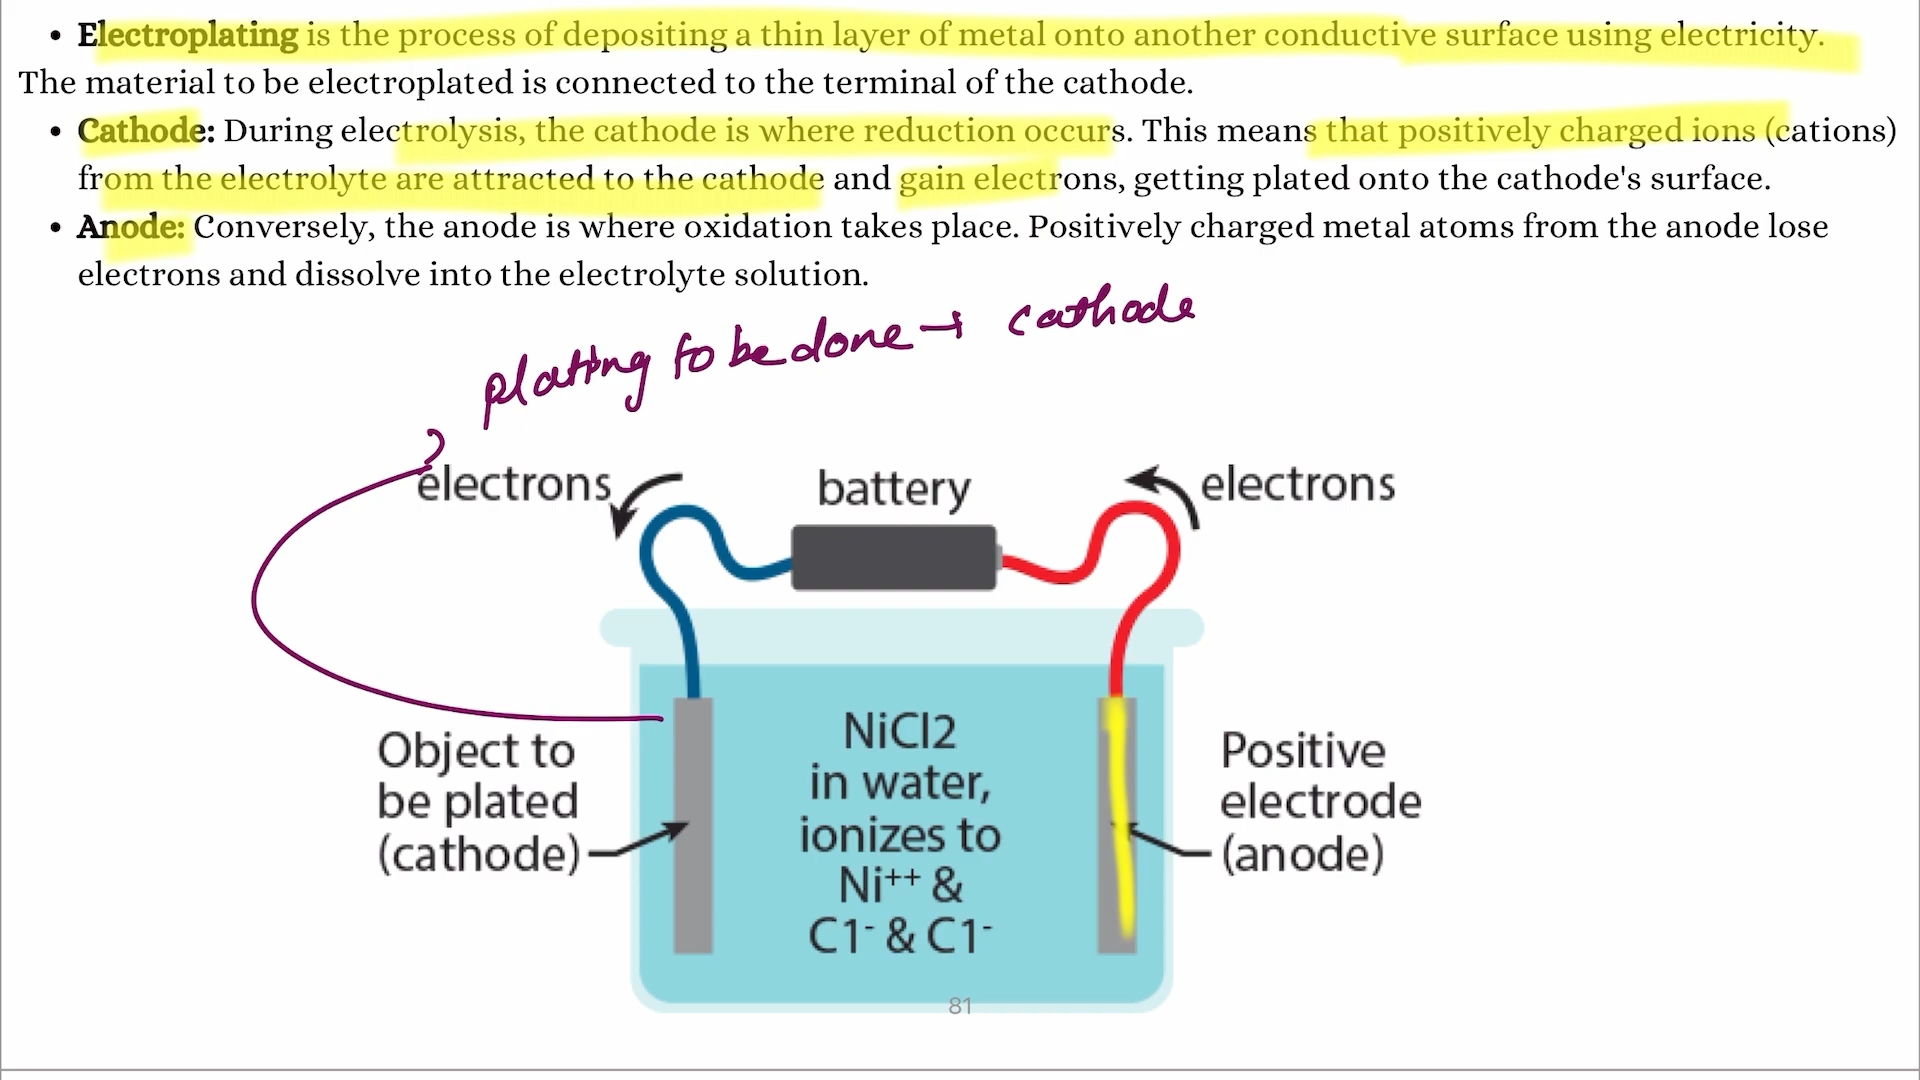 • Electroplating is the process of depositing a thin layer of metal onto another conductive surface using electricity.
The material to be electroplated is connected to the terminal of the cathode.
• Cathode: During electrolysis, the cathode is where reduction occurs. This means that positively charged ions (cations)
from the electrolyte are attracted to the cathode and gain electrons, getting plated onto the cathode's surface.
• Anode: Conversely, the anode is where oxidation takes place. Positively charged metal atoms from the anode lose
electrons and dissolve into the electrolyte solution.
plating to be done → cathode
electrons
battery
electrons
Object to
be plated
(cathode)
NiCl2
in water,
ionizes to
Ni⁺⁺ &
C1⁻ & C1⁻
Positive
electrode
(anode)
81